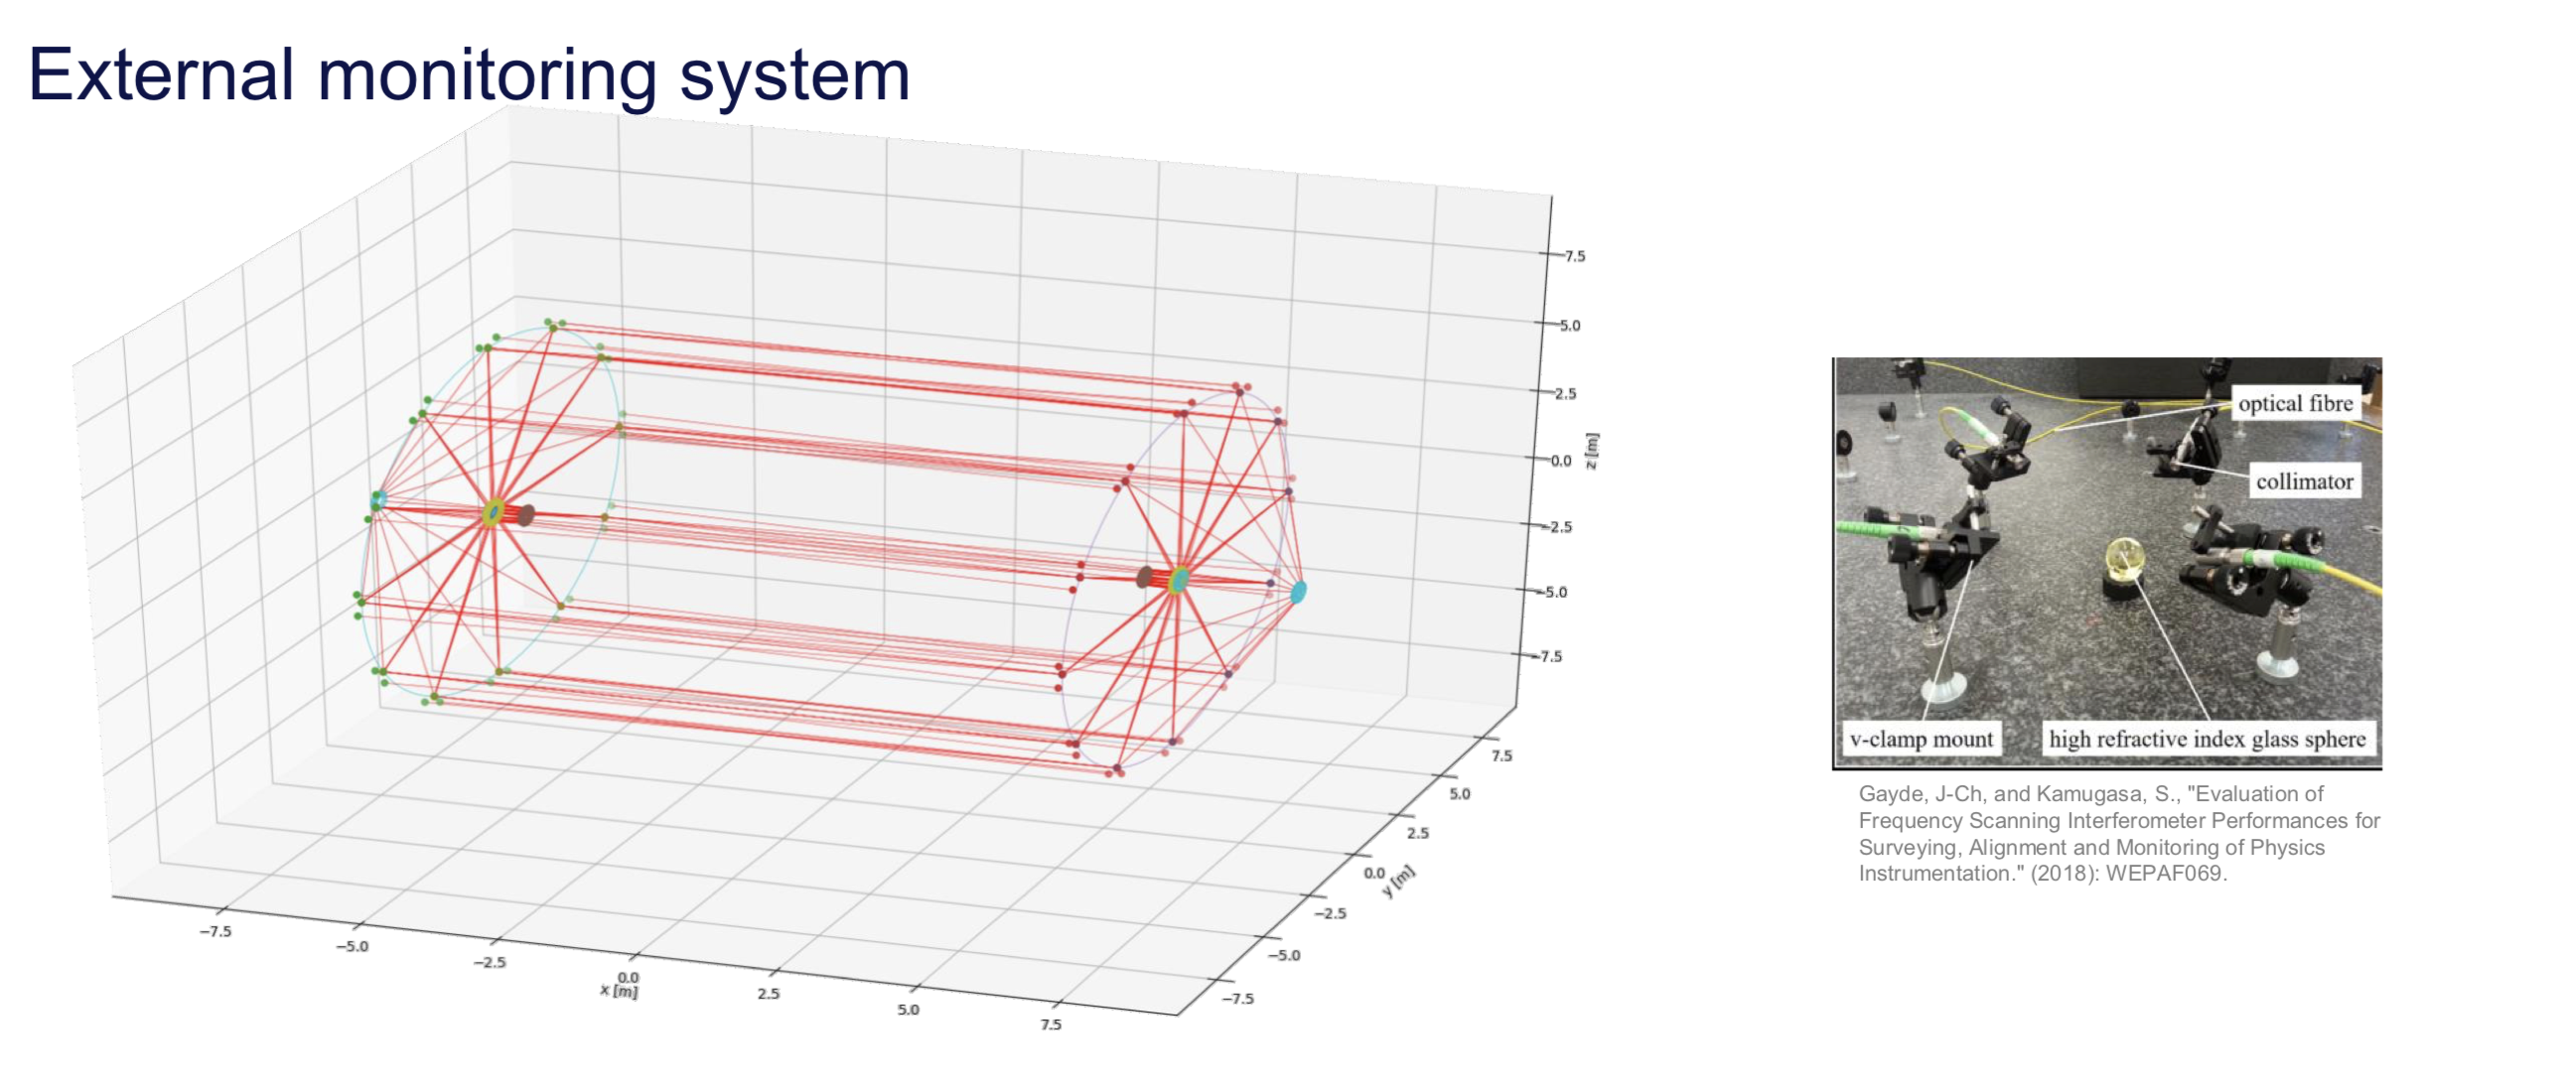 External monitoring system
7.5
5.0
2.5
0.0
−2.5
−5.0
−7.5
z [m]
7.5
5.0
2.5
0.0
−2.5
−5.0
−7.5
y [m]
−7.5
−5.0
−2.5
0.0
2.5
5.0
7.5
x [m]
optical fibre
collimator
v-clamp mount
high refractive index glass sphere
Gayde, J-Ch, and Kamugasa, S., "Evaluation of
Frequency Scanning Interferometer Performances for
Surveying, Alignment and Monitoring of Physics
Instrumentation." (2018): WEPAF069.